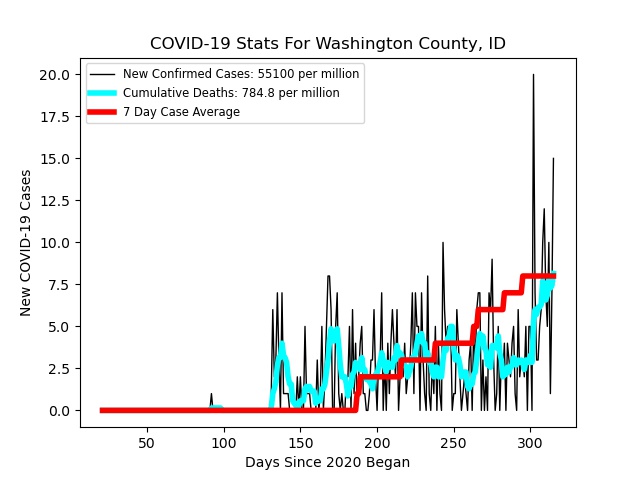 COVID-19 Stats For Washington County, ID
New Confirmed Cases: 55100 per million
Cumulative Deaths: 784.8 per million
7 Day Case Average
New COVID-19 Cases
20.0
17.5
15.0
12.5
10.0
7.5
5.0
2.5
0.0
50 100 150 200 250 300
Days Since 2020 Began